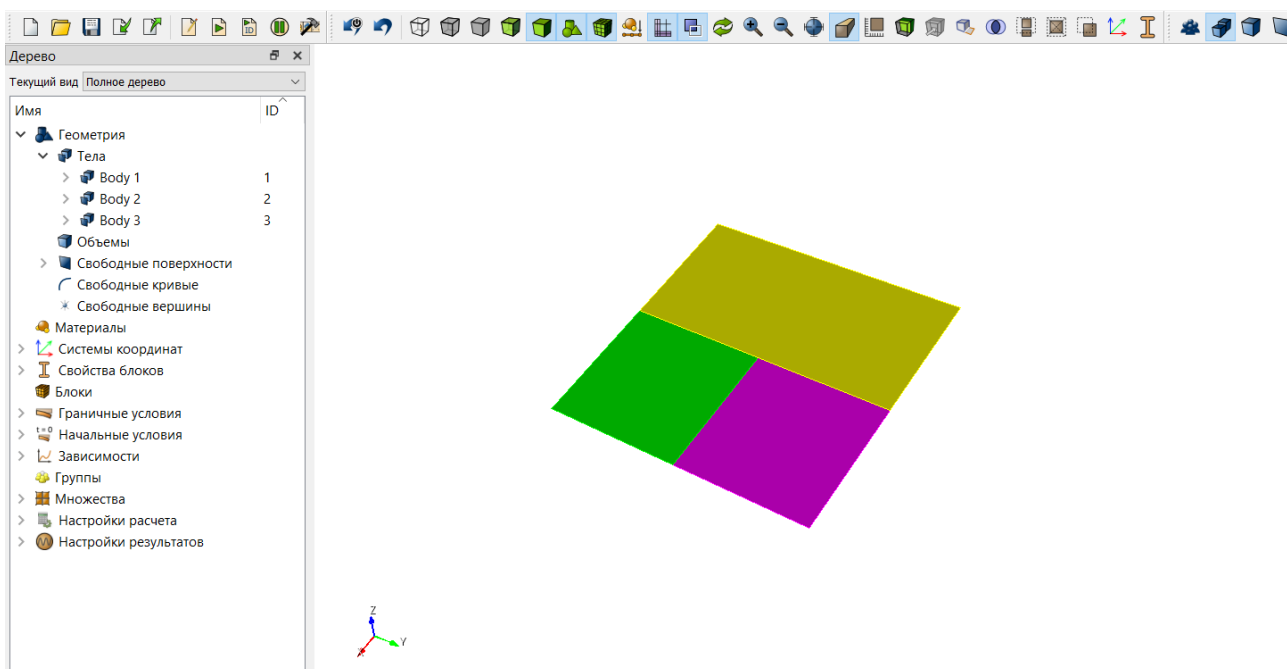 ID
Дерево
Текущий вид Полное дерево
Имя ID
Геометрия
Тела
Body 1 1
Body 2 2
Body 3 3
Объемы
Свободные поверхности
Свободные кривые
Свободные вершины
Материалы
Системы координат
Свойства блоков
Блоки
Граничные условия
t=0
Начальные условия
Зависимости
Группы
Множества
Настройки расчета
Настройки результатов
Z
Y
X